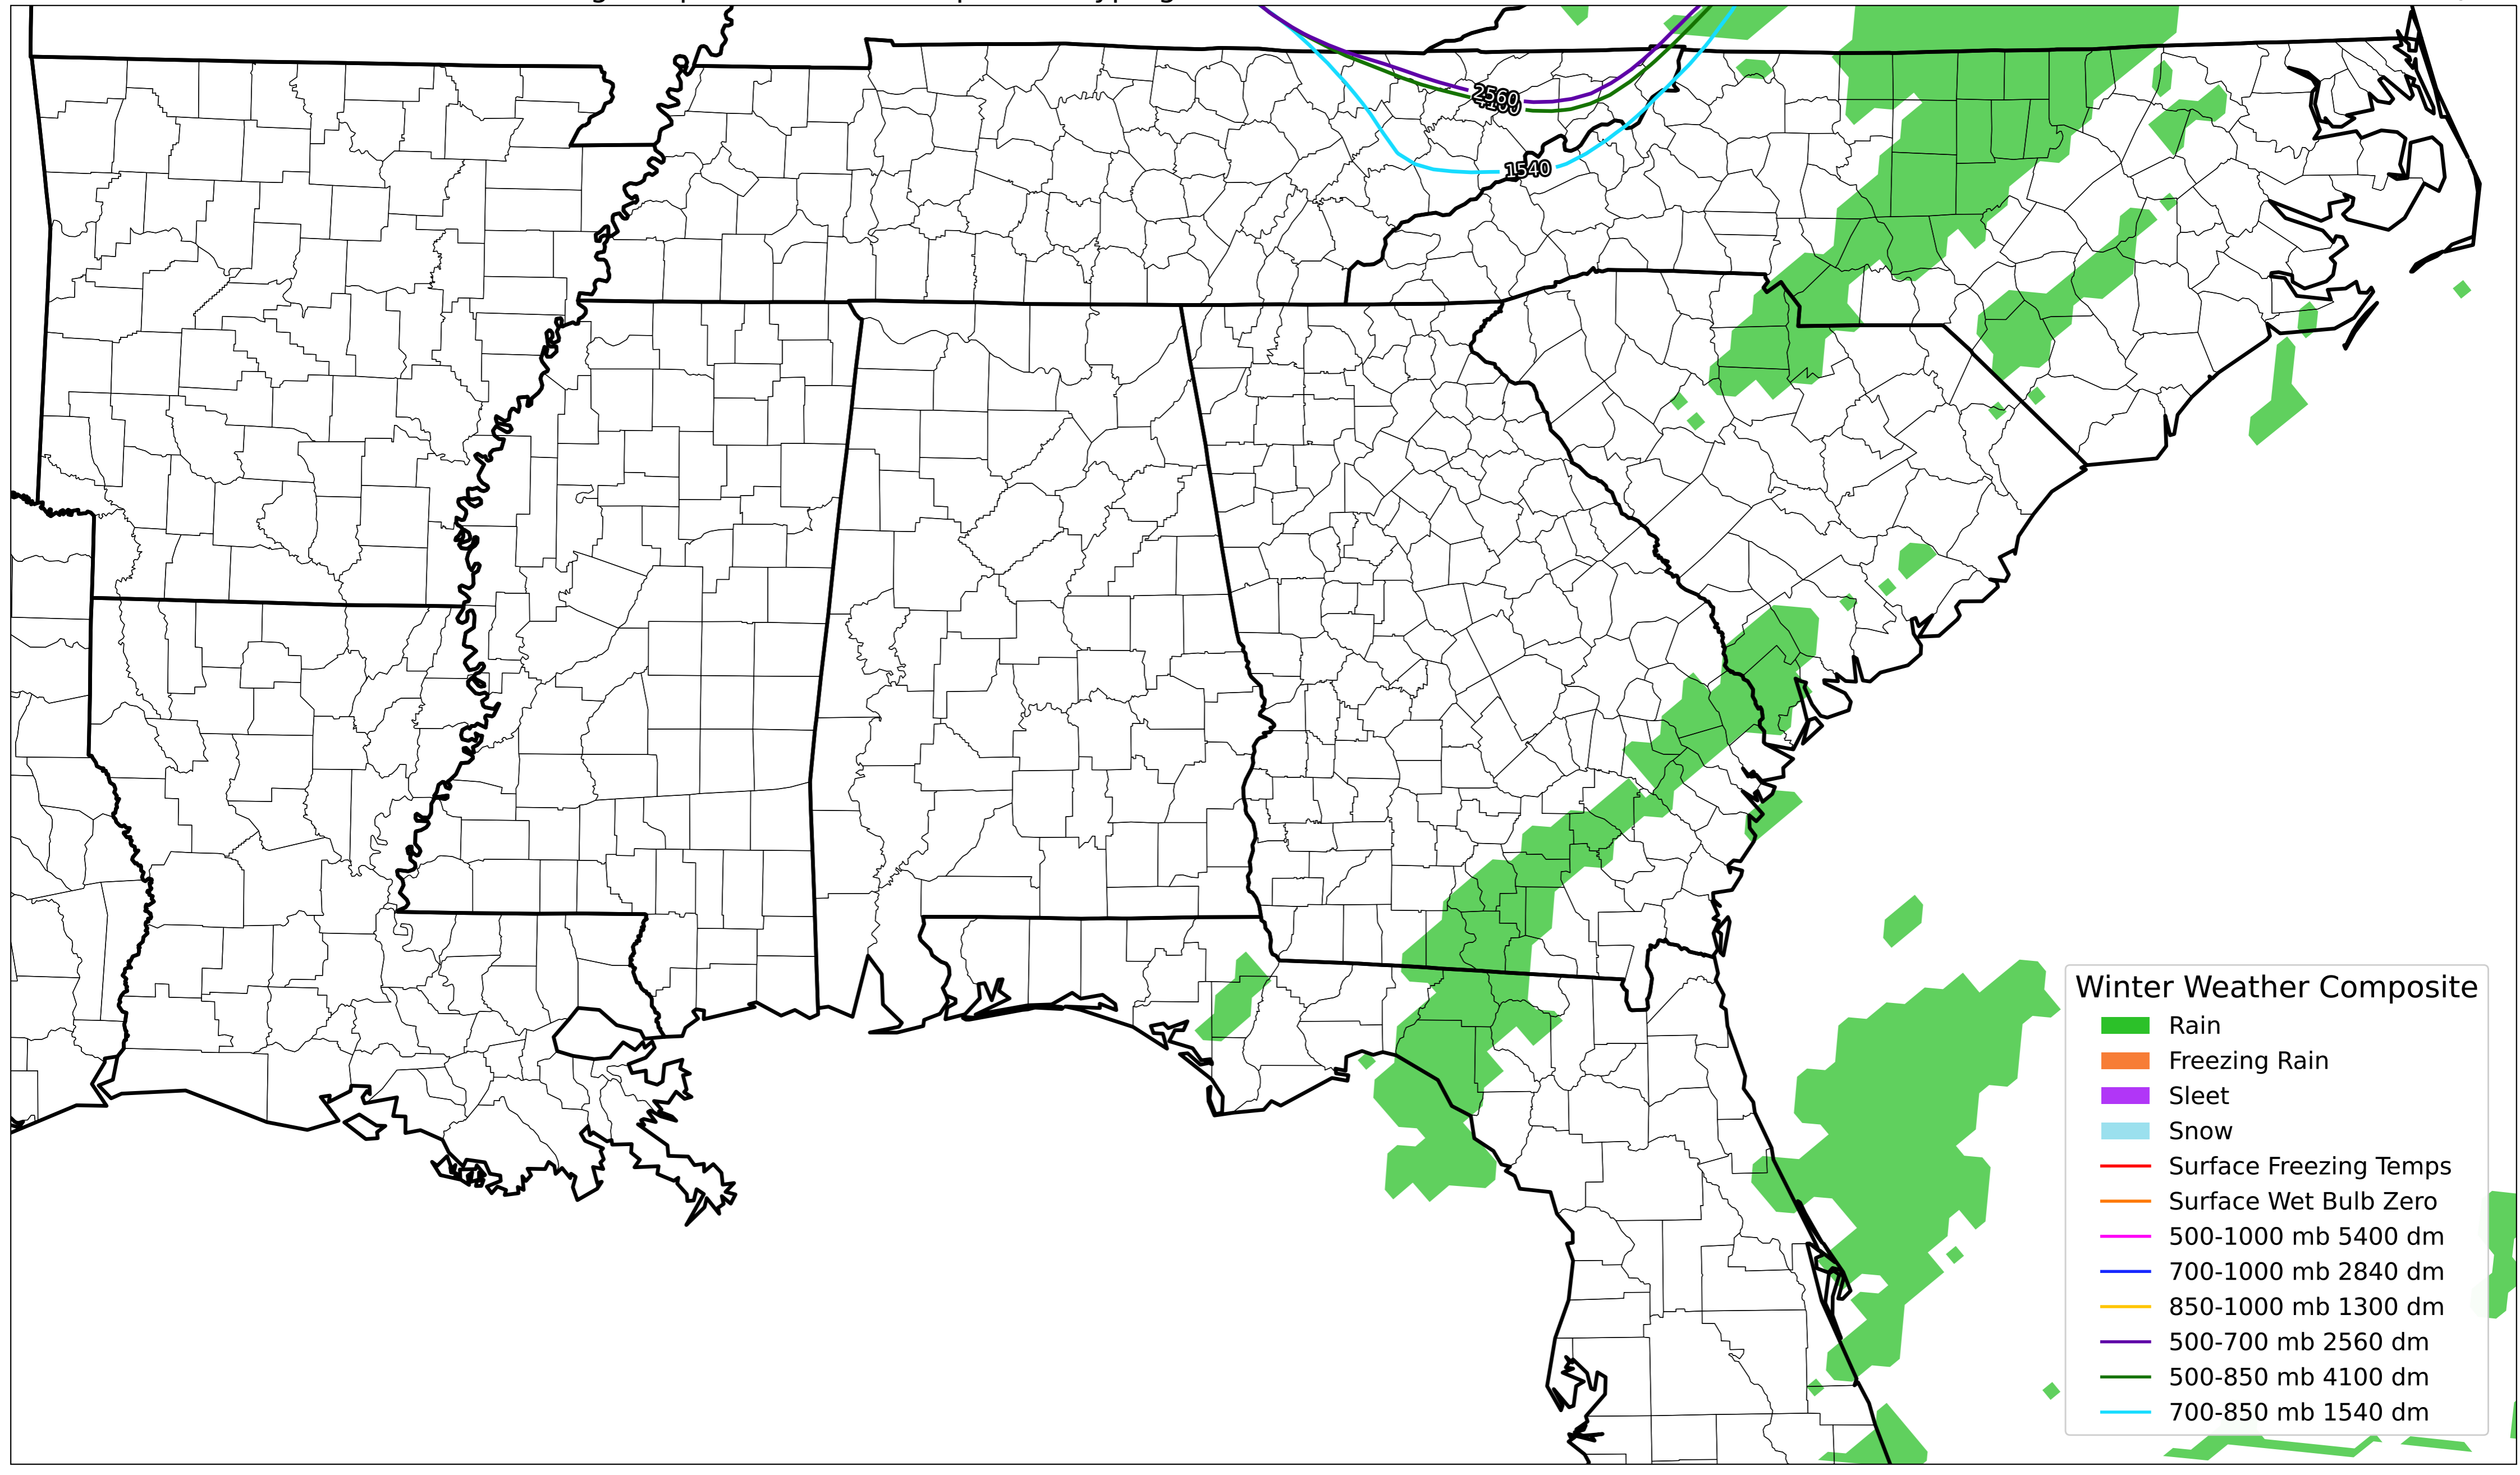 2560
1540
Winter Weather Composite
Rain
Freezing Rain
Sleet
Snow
Surface Freezing Temps
Surface Wet Bulb Zero
500-1000 mb 5400 dm
700-1000 mb 2840 dm
850-1000 mb 1300 dm
500-700 mb 2560 dm
500-850 mb 4100 dm
700-850 mb 1540 dm